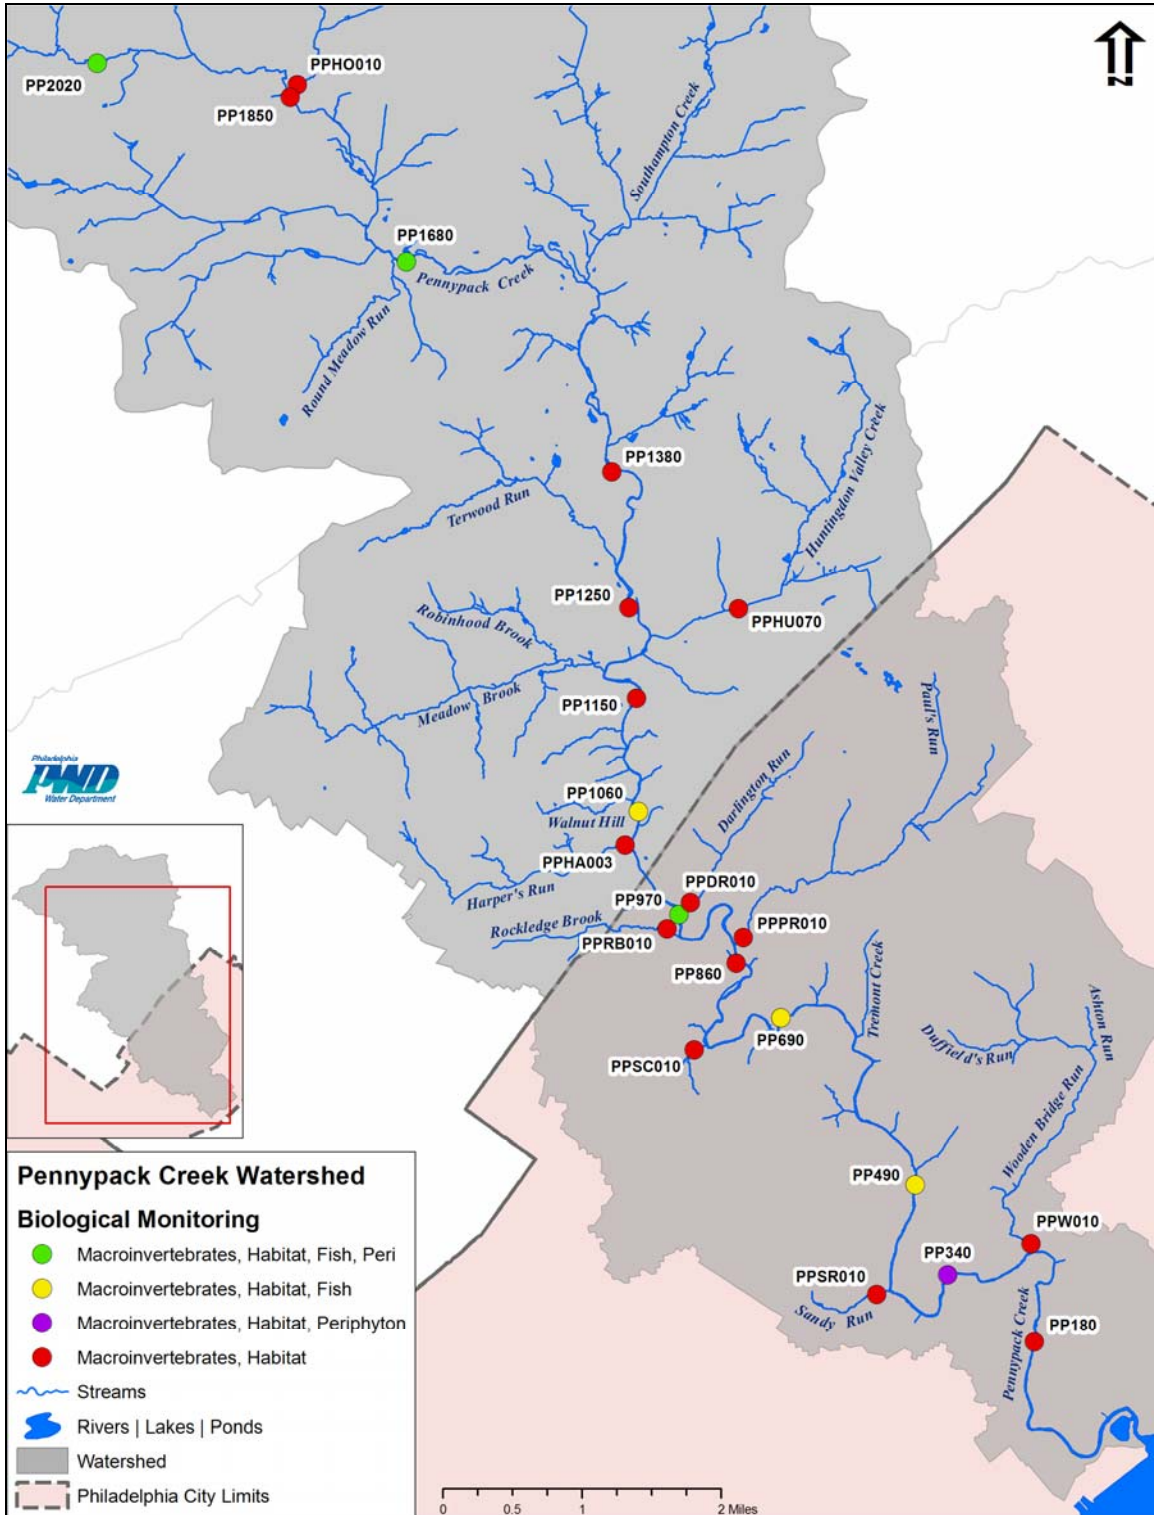 PP2020
PPHO010
PP1850
Southampton Creek
N
PP1680
Pennypack Creek
Round Meadow Run
PP1380
Huntingdon Valley Creek
Terwood Run
PP1250
PPHU070
Robinhood Brook
Meadow Brook
PP1150
Paul's Run
Philadelphia
PWD
Water Department
Darlington Run
PP1060
Walnut Hill
PPHA003
Harper's Run
PP970
PPDR010
Rockledge Brook
PPRB010
PPPR010
PP860
Tremont Creek
PP690
Duffield's Run
Ashton Run
PPSC010
Wooden Bridge Run
PP490
PPW010
PP340
PPSR010
Sandy Run
Pennypack Creek
PP180
Pennypack Creek Watershed
Biological Monitoring
Macroinvertebrates, Habitat, Fish, Peri
Macroinvertebrates, Habitat, Fish
Macroinvertebrates, Habitat, Periphyton
Macroinvertebrates, Habitat
Streams
Rivers | Lakes | Ponds
Watershed
Philadelphia City Limits
0 0.5 1 2 Miles